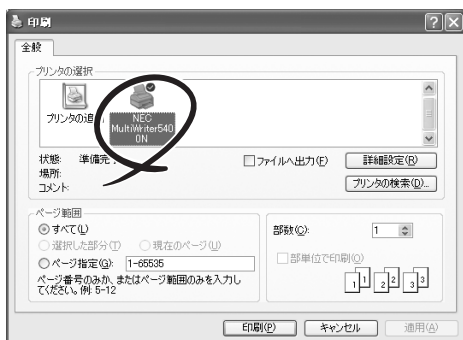 印刷
全般
プリンタの選択
プリンタの追
NEC
MultiWriter540
0N
状態: 準備完
場所:
コメント:
ファイルへ出力(F)
詳細設定(R)
プリンタの検索(D)...
ページ範囲
すべて(L)
選択した部分(T)
現在のページ(U)
ページ指定(G): 1-65535
ページ番号のみか、またはページ範囲のみを入力し
てください。例: 5-12
部数(C): 1
部単位で印刷(O)
1 1 2 2 3 3
印刷(P)
キャンセル
適用(A)